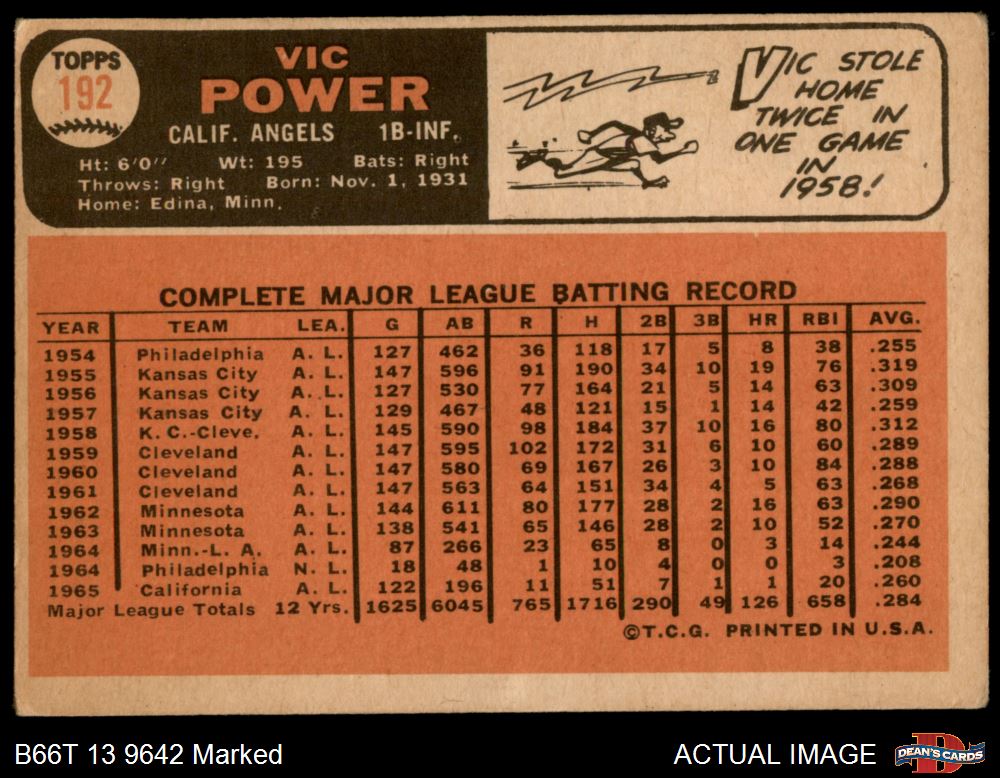 TOPPS
192
VIC
POWER
CALIF. ANGELS 1B-INF.
Ht: 6'0'' Wt: 195 Bats: Right
Throws: Right Born: Nov. 1, 1931
Home: Edina, Minn.
VIC STOLE
HOME
TWICE IN
ONE GAME
IN
1958!
COMPLETE MAJOR LEAGUE BATTING RECORD
YEAR TEAM LEA. G AB R H 2B 3B HR RBI AVG.
1954 Philadelphia A. L. 127 462 36 118 17 5 8 38 .255
1955 Kansas City A. L. 147 596 91 190 34 10 19 76 .319
1956 Kansas City A. L. 127 530 77 164 21 5 14 63 .309
1957 Kansas City A. L. 129 467 48 121 15 1 14 42 .259
1958 K. C.-Cleve. A. L. 145 590 98 184 37 10 16 80 .312
1959 Cleveland A. L. 147 595 102 172 31 6 10 60 .289
1960 Cleveland A. L. 147 580 69 167 26 3 10 84 .288
1961 Cleveland A. L. 147 563 64 151 34 4 5 63 .268
1962 Minnesota A. L. 144 611 80 177 28 2 16 63 .290
1963 Minnesota A. L. 138 541 65 146 28 2 10 52 .270
1964 Minn.-L. A. A. L. 87 266 23 65 8 0 3 14 .244
1964 Philadelphia N. L. 18 48 1 10 4 0 0 3 .208
1965 California A. L. 122 196 11 51 7 1 1 20 .260
Major League Totals 12 Yrs. 1625 6045 765 1716 290 49 126 658 .284
©T.C.G. PRINTED IN U.S.A.
B66T 13 9642 Marked
ACTUAL IMAGE
DEAN'S CARDS